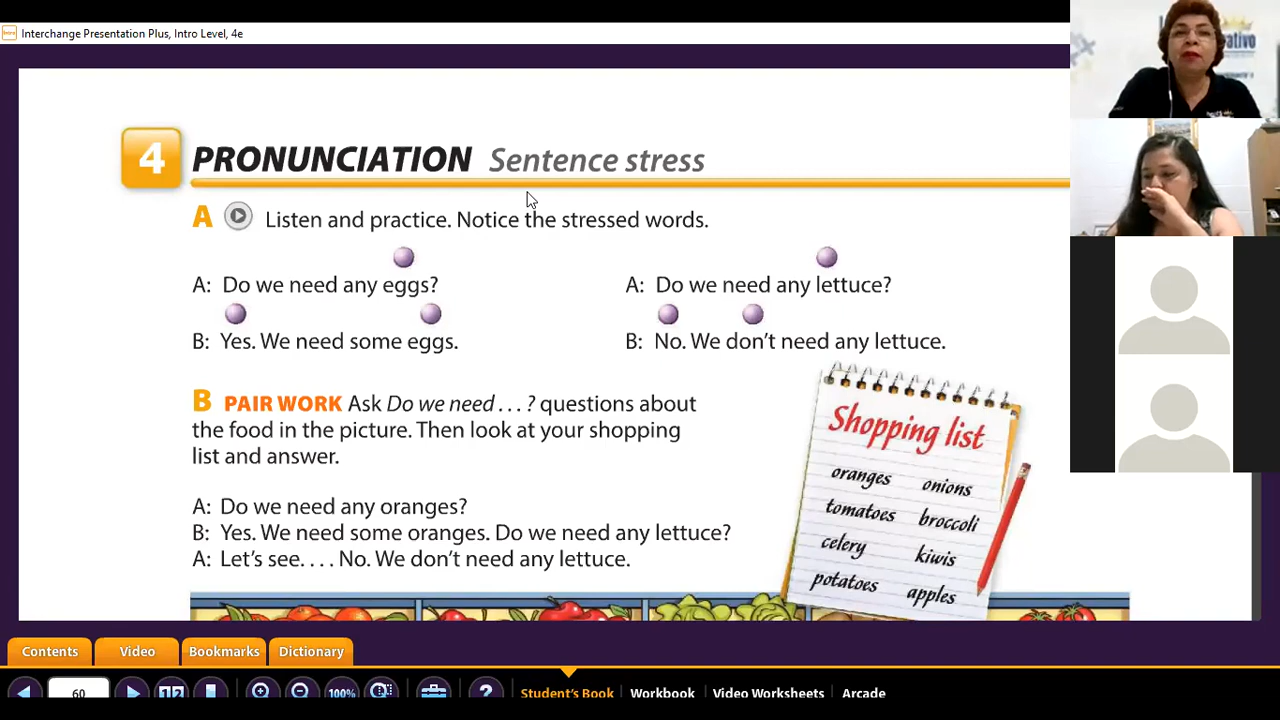 Interchange Presentation Plus, Intro Level, 4e
4 PRONUNCIATION Sentence stress
A Listen and practice. Notice the stressed words.
A: Do we need any eggs?
B: Yes. We need some eggs.
A: Do we need any lettuce?
B: No. We don't need any lettuce.
B PAIR WORK Ask Do we need . . . ? questions about
the food in the picture. Then look at your shopping
list and answer.
A: Do we need any oranges?
B: Yes. We need some oranges. Do we need any lettuce?
A: Let's see. . . . No. We don't need any lettuce.
Shopping list
oranges onions
tomatoes broccoli
celery kiwis
potatoes apples
Contents Video Bookmarks Dictionary
60 1 2 100% ? Student's Book Workbook Video Worksheets Arcade